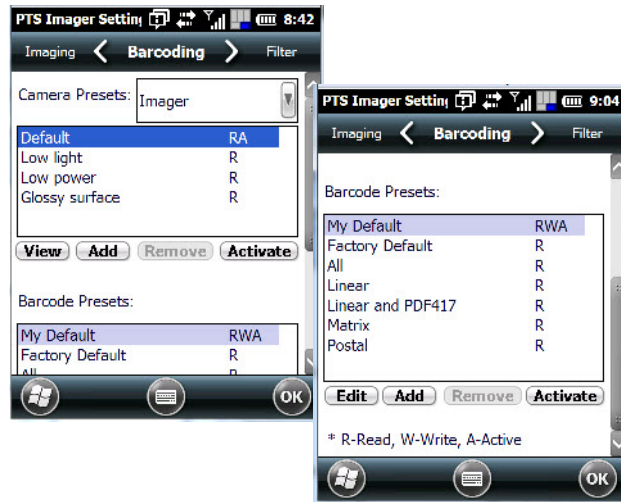 PTS Imager Settin 8:42
Imaging Barcoding Filter
Camera Presets: Imager
Default RA
Low light R
Low power R
Glossy surface R
View Add Remove Activate
Barcode Presets:
My Default RWA
Factory Default R
OK
PTS Imager Settin 9:04
Imaging Barcoding Filter
Barcode Presets:
My Default RWA
Factory Default R
All R
Linear R
Linear and PDF417 R
Matrix R
Postal R
Edit Add Remove Activate
* R-Read, W-Write, A-Active
OK